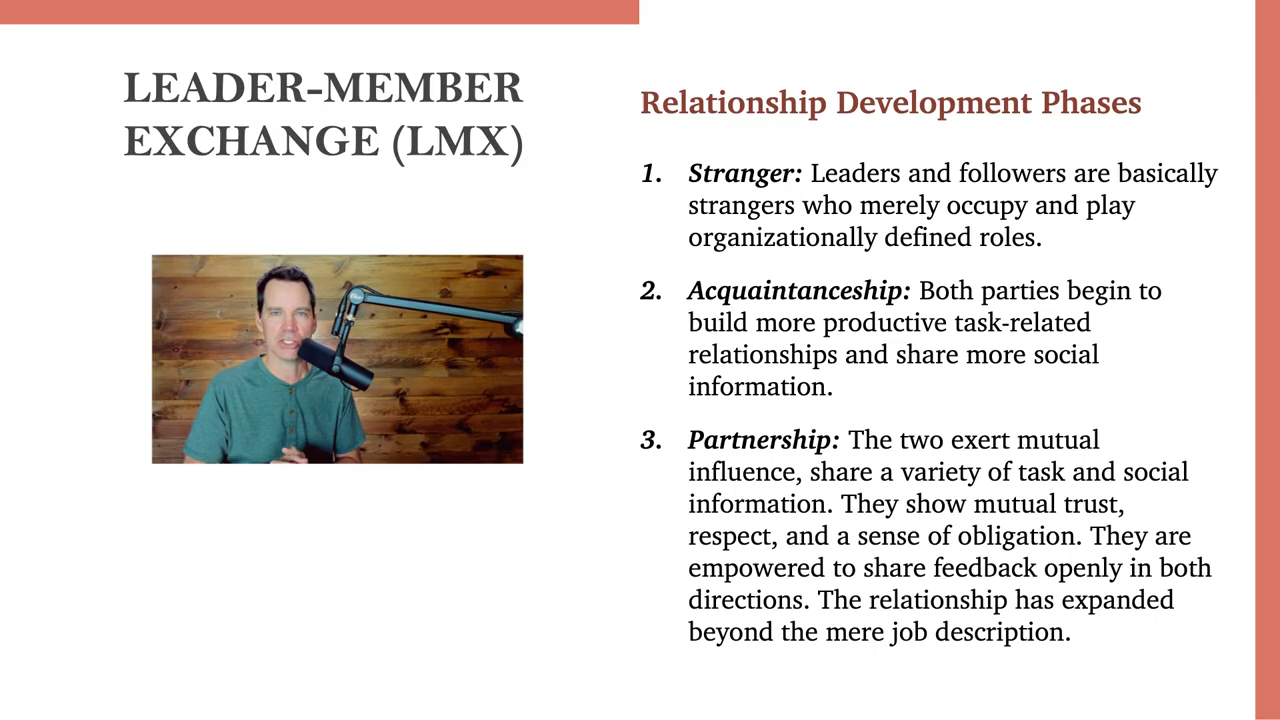 LEADER-MEMBER
EXCHANGE (LMX)
Relationship Development Phases
1. Stranger: Leaders and followers are basically
strangers who merely occupy and play
organizationally defined roles.
2. Acquaintanceship: Both parties begin to
build more productive task-related
relationships and share more social
information.
3. Partnership: The two exert mutual
influence, share a variety of task and social
information. They show mutual trust,
respect, and a sense of obligation. They are
empowered to share feedback openly in both
directions. The relationship has expanded
beyond the mere job description.